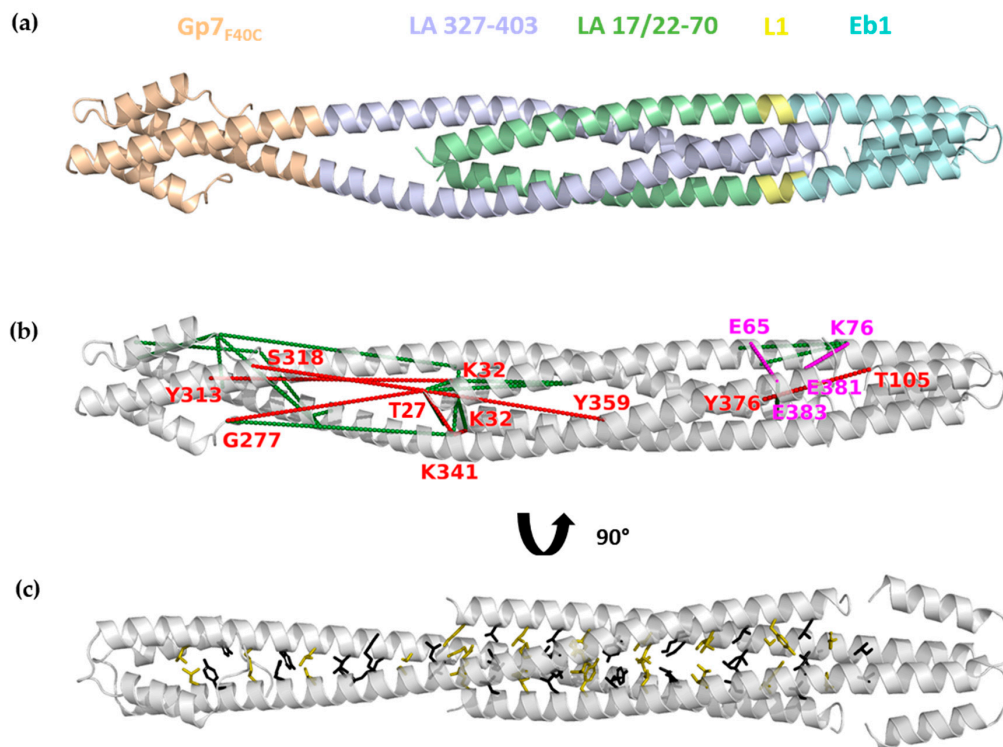 (a)
Gp7F40C LA 327-403 LA 17/22-70 L1 Eb1
(b)
E65 K76
S318 K32
Y313 E381 T105
T27 Y359 Y376
K32 E383
G277
K341
90°
(c)